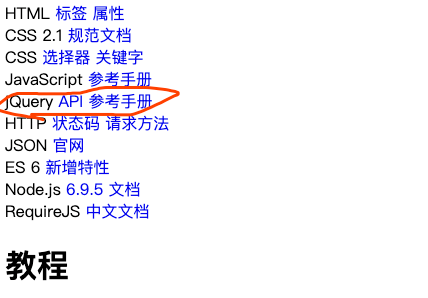 HTML 标签 属性
CSS 2.1 规范文档
CSS 选择器 关键字
JavaScript 参考手册
jQuery API 参考手册
HTTP 状态码 请求方法
JSON 官网
ES 6 新增特性
Node.js 6.9.5 文档
RequireJS 中文文档
教程